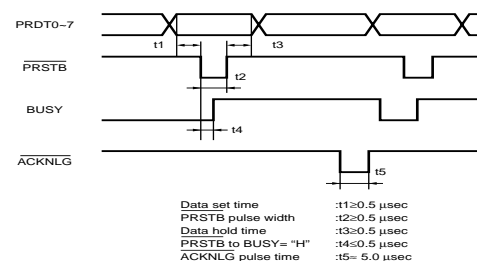 PRDT0~7
t1
t3
PRSTB
t2
BUSY
t4
ACKNLG
t5
Data set time :t1≥0.5 μsec
PRSTB pulse width :t2≥0.5 μsec
Data hold time :t3≥0.5 μsec
PRSTB to BUSY= “H” :t4≤0.5 μsec
ACKNLG pulse time :t5≈ 5.0 μsec